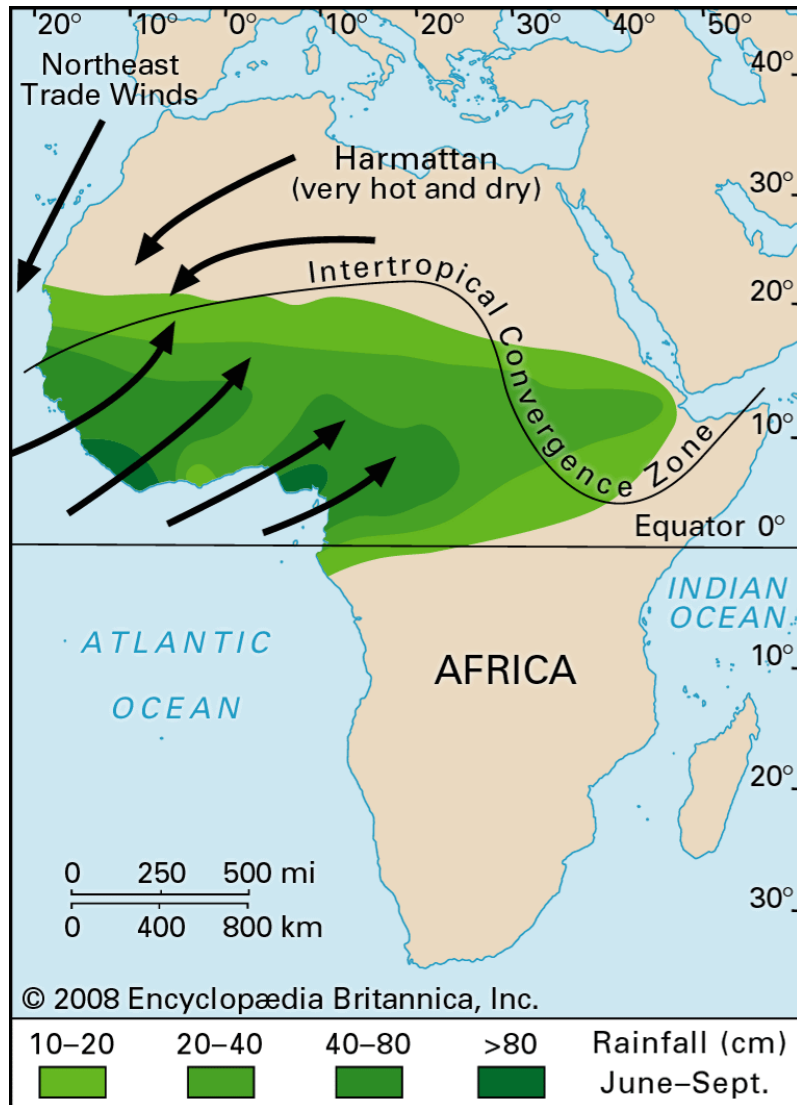 20° 10° 0° 10° 20° 30° 40° 50°
Northeast
Trade Winds
40°
Harmattan
(very hot and dry)
30°
Intertropical Convergence Zone
20°
10°
Equator 0°
INDIAN
OCEAN
ATLANTIC
OCEAN
AFRICA
10°
20°
0 250 500 mi
0 400 800 km
30°
© 2008 Encyclopædia Britannica, Inc.
10–20 20–40 40–80 >80 Rainfall (cm)
June–Sept.